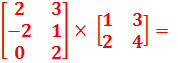 [2 3
-2 1
0 2] × [1 3
2 4] =